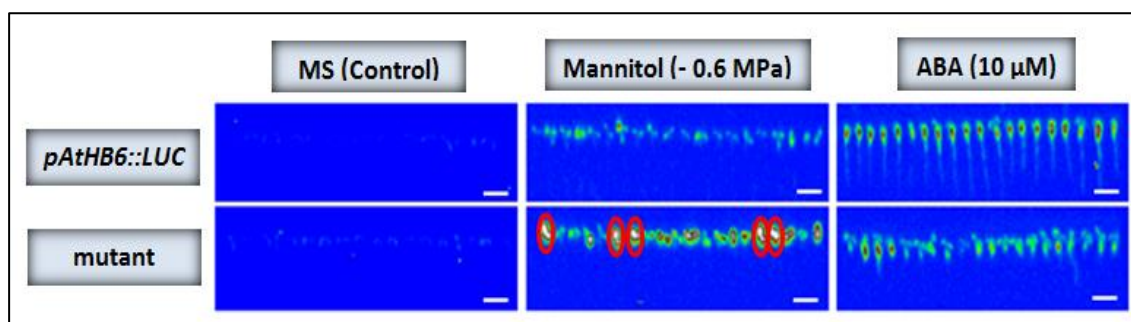 MS (Control) Mannitol (- 0.6 MPa) ABA (10 µM)
pAtHB6::LUC
mutant